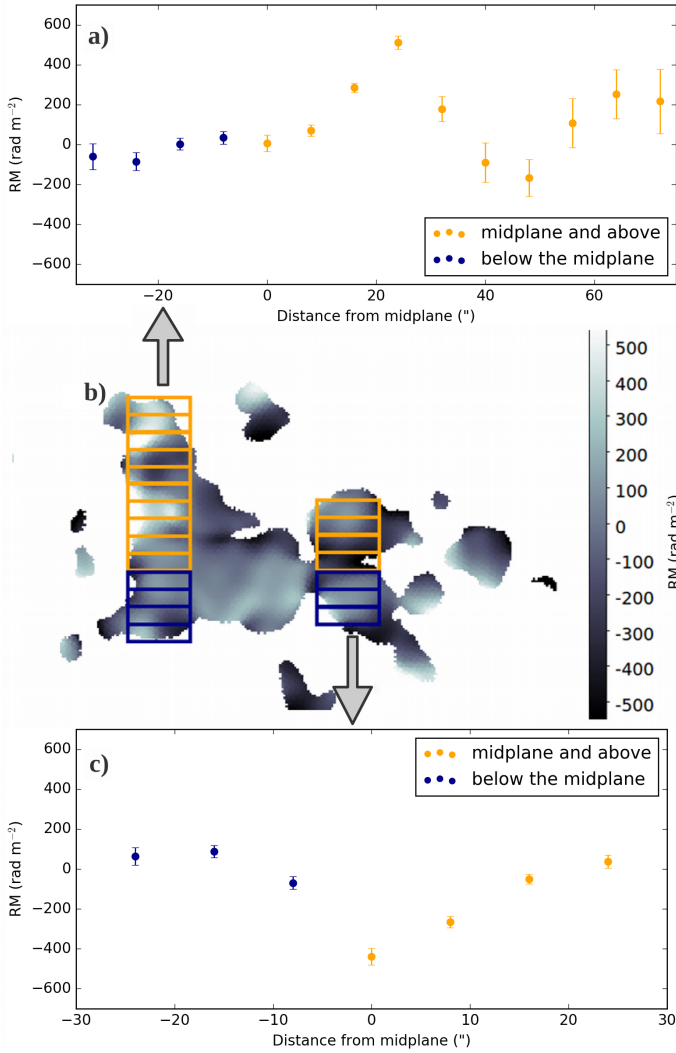 a)
600
400
200
0
−200
−400
−600
RM (rad m⁻²)
midplane and above
below the midplane
−20 0 20 40 60
Distance from midplane (")
b)
500
400
300
200
100
0
-100
-200
-300
-400
-500
RM (rad m⁻²)
c)
600
400
200
0
−200
−400
−600
RM (rad m⁻²)
midplane and above
below the midplane
−30 −20 −10 0 10 20 30
Distance from midplane (")